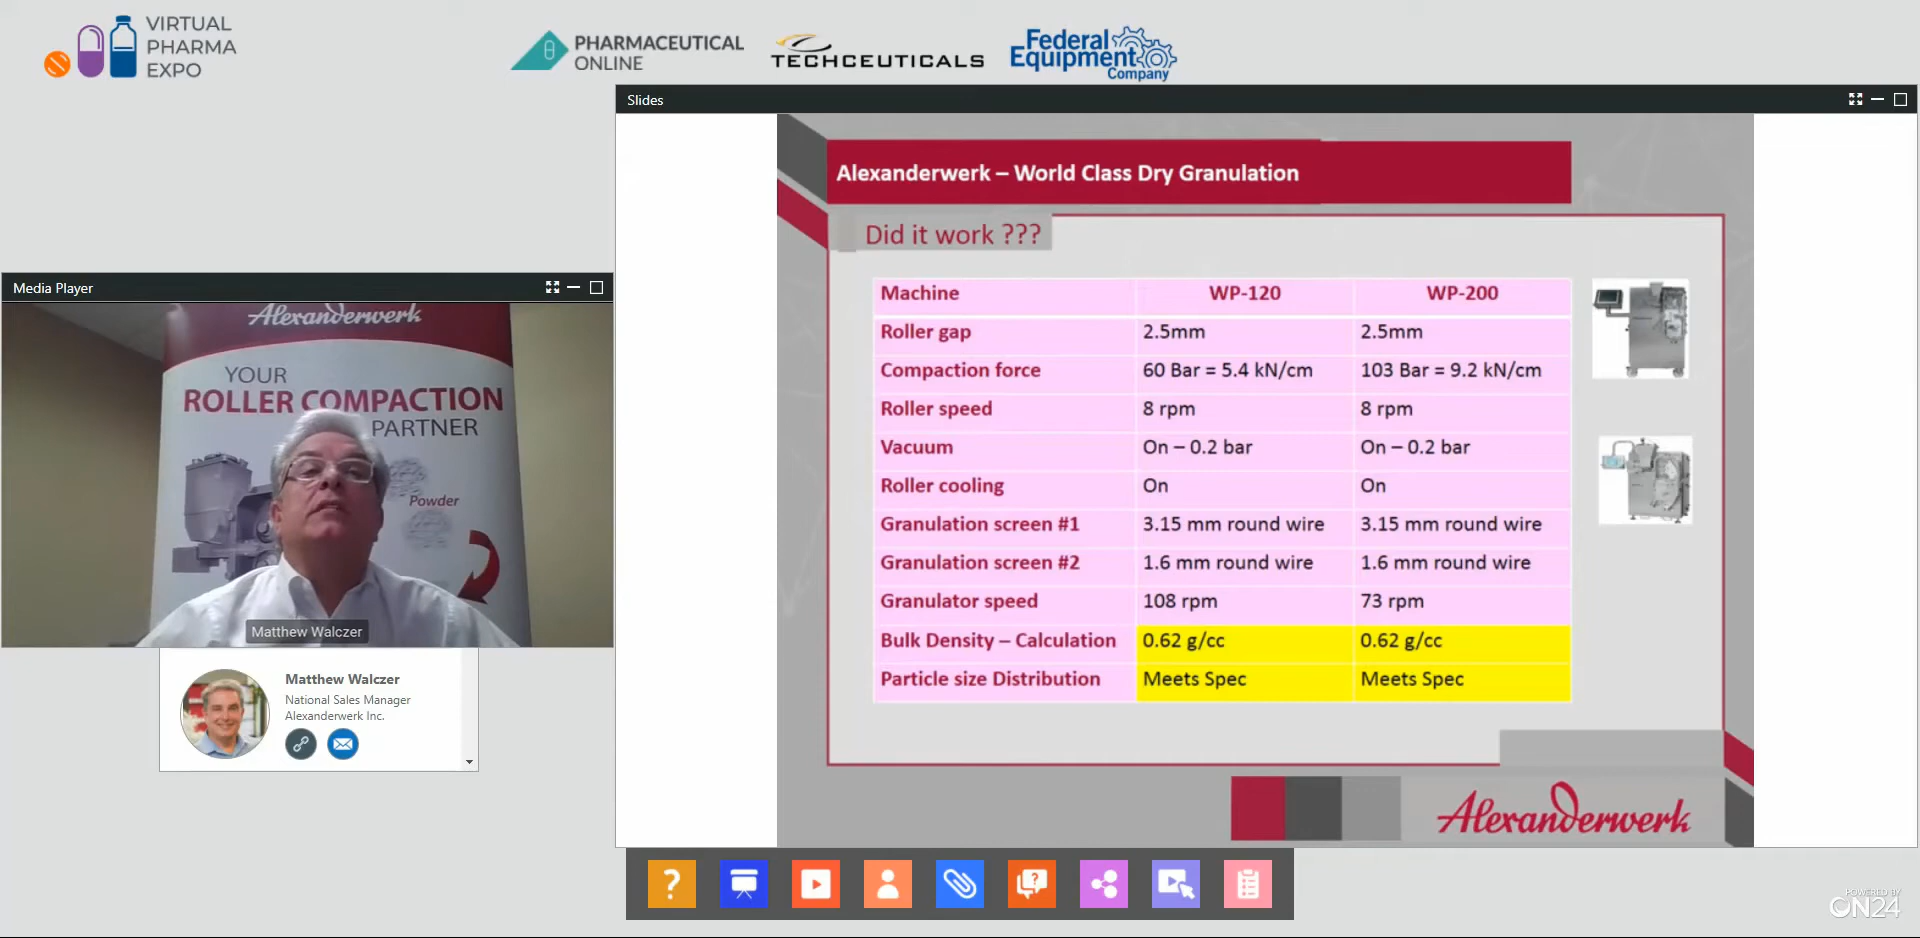 VIRTUAL
PHARMA
EXPO
PHARMACEUTICAL
ONLINE
TECHCEUTICALS
Federal
Equipment
Company
Slides
Alexanderwerk – World Class Dry Granulation
Did it work ???
Machine WP-120 WP-200
Roller gap 2.5mm 2.5mm
Compaction force 60 Bar = 5.4 kN/cm 103 Bar = 9.2 kN/cm
Roller speed 8 rpm 8 rpm
Vacuum On – 0.2 bar On – 0.2 bar
Roller cooling On On
Granulation screen #1 3.15 mm round wire 3.15 mm round wire
Granulation screen #2 1.6 mm round wire 1.6 mm round wire
Granulator speed 108 rpm 73 rpm
Bulk Density – Calculation 0.62 g/cc 0.62 g/cc
Particle size Distribution Meets Spec Meets Spec
Alexanderwerk
Media Player
Alexanderwerk
YOUR
ROLLER COMPACTION
PARTNER
Powder
Matthew Walczer
Matthew Walczer
National Sales Manager
Alexanderwerk Inc.
POWERED BY
ON24